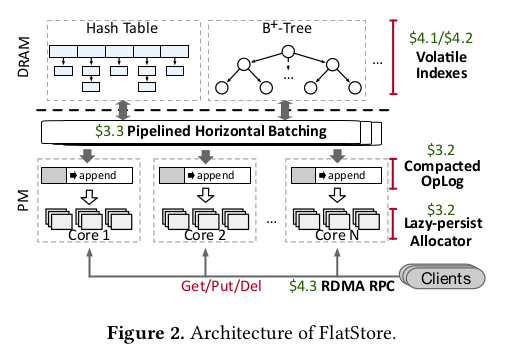 Hash Table
B+-Tree
DRAM
...
...
$4.1/$4.2
Volatile
Indexes
$3.3 Pipelined Horizontal Batching
PM
append
append
append
$3.2
Compacted
OpLog
$3.2
Lazy-persist
Allocator
Core 1
Core 2
...
Core N
Get/Put/Del
$4.3 RDMA RPC
Clients
Figure 2. Architecture of FlatStore.